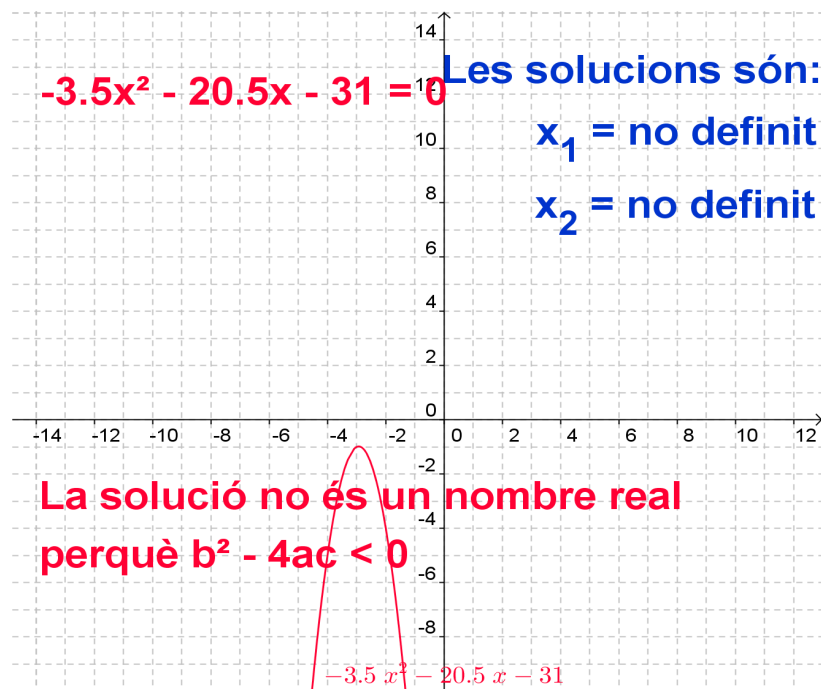 -3.5x² - 20.5x - 31 = 0
Les solucions són:
x₁ = no definit
x₂ = no definit
14
12
10
8
6
4
2
0
-14 -12 -10 -8 -6 -4 -2 0 2 4 6 8 10 12
-2
La solució no és un nombre real
-4
perquè b² - 4ac < 0
-6
-8
−3.5 x² − 20.5 x − 31